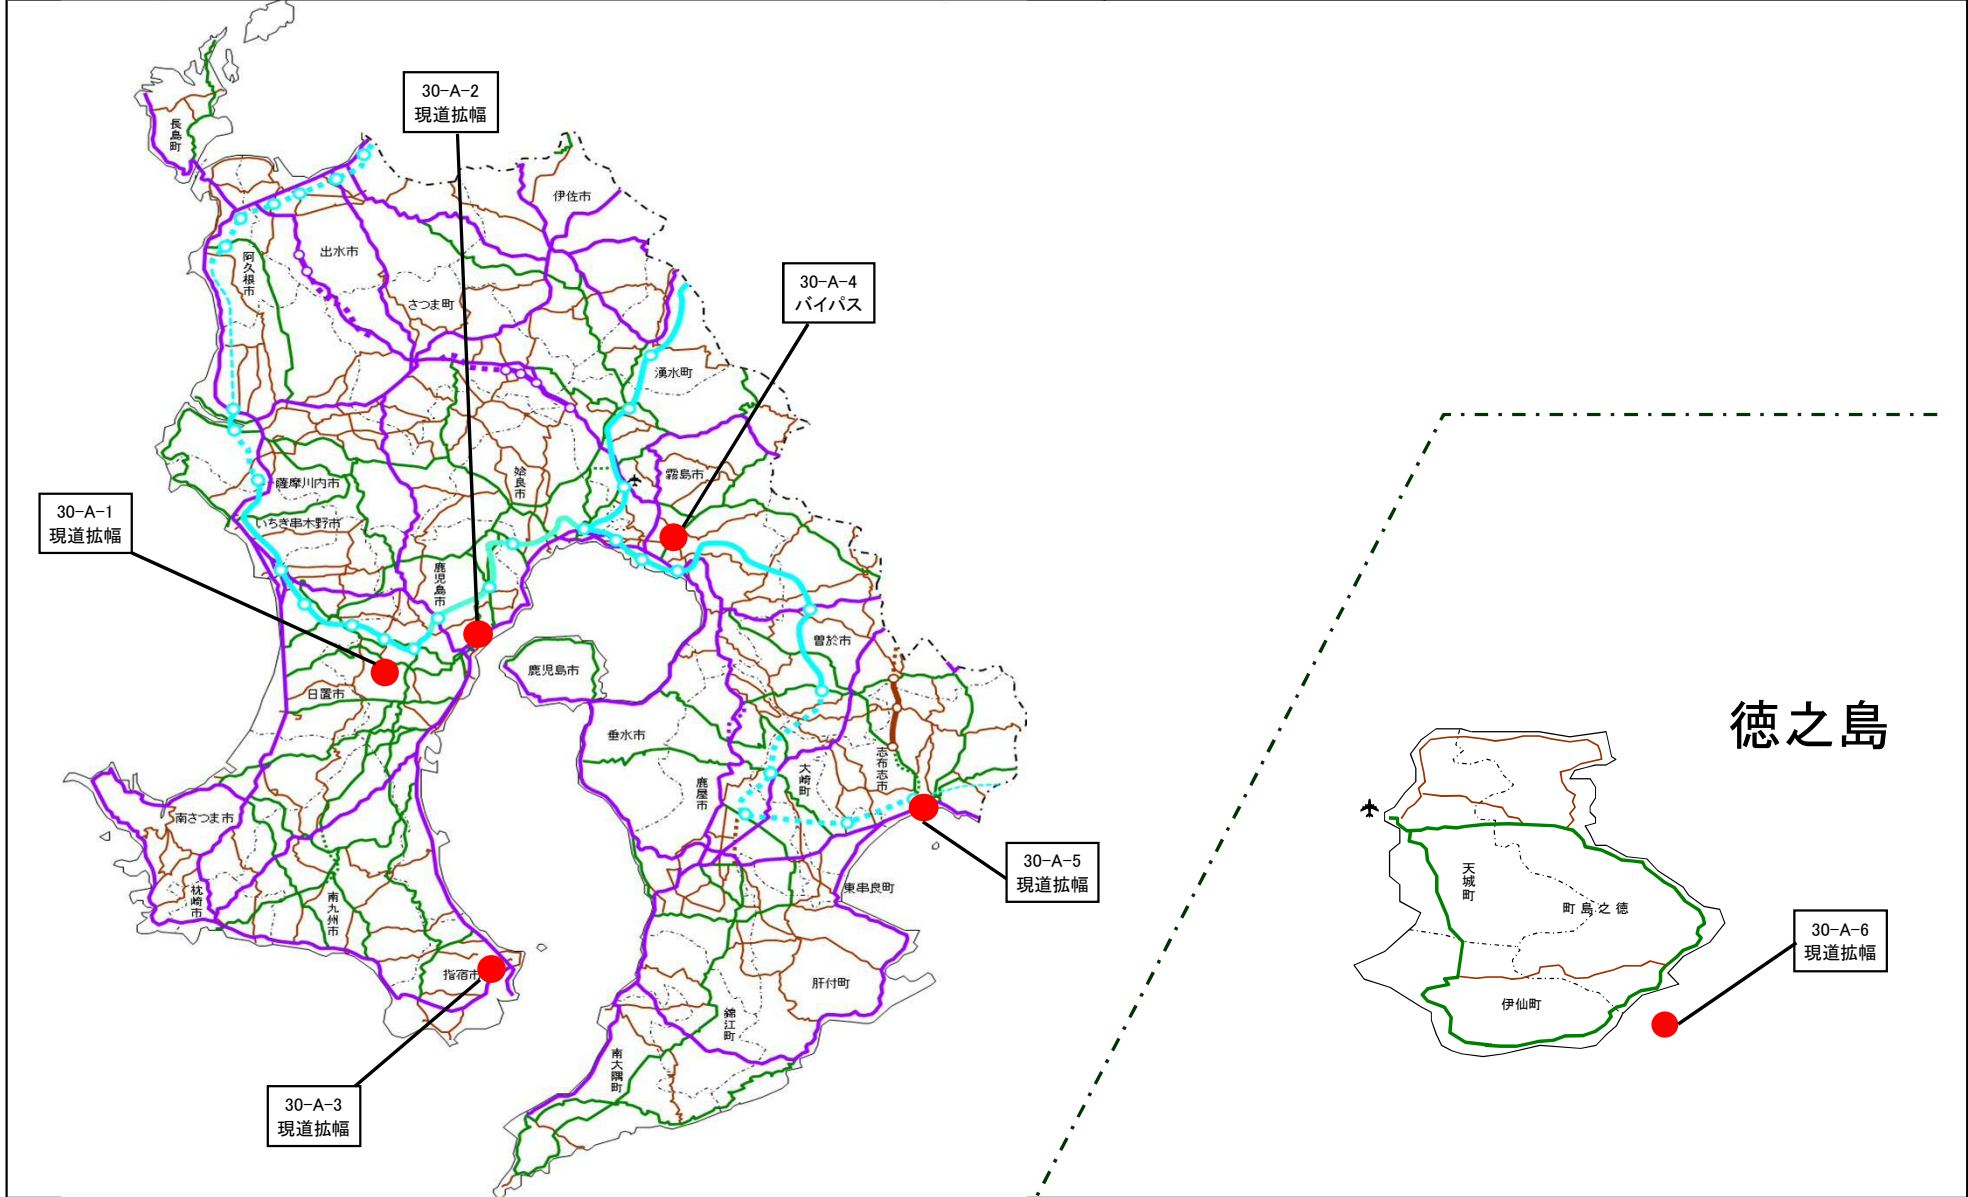 30-A-2
現道拡幅
長島町
伊佐市
出水市
阿久根市
さつま町
30-A-4
バイパス
湧水町
姶良市
霧島市
薩摩川内市
いちき串木野市
30-A-1
現道拡幅
鹿児島市
鹿児島市
曽於市
日置市
垂水市
鹿屋市
大崎町
志布志市
徳之島
南さつま市
枕崎市
南九州市
30-A-5
現道拡幅
東串良町
天城町
町島之徳
30-A-6
現道拡幅
指宿市
肝付町
伊仙町
錦江町
南大隅町
30-A-3
現道拡幅